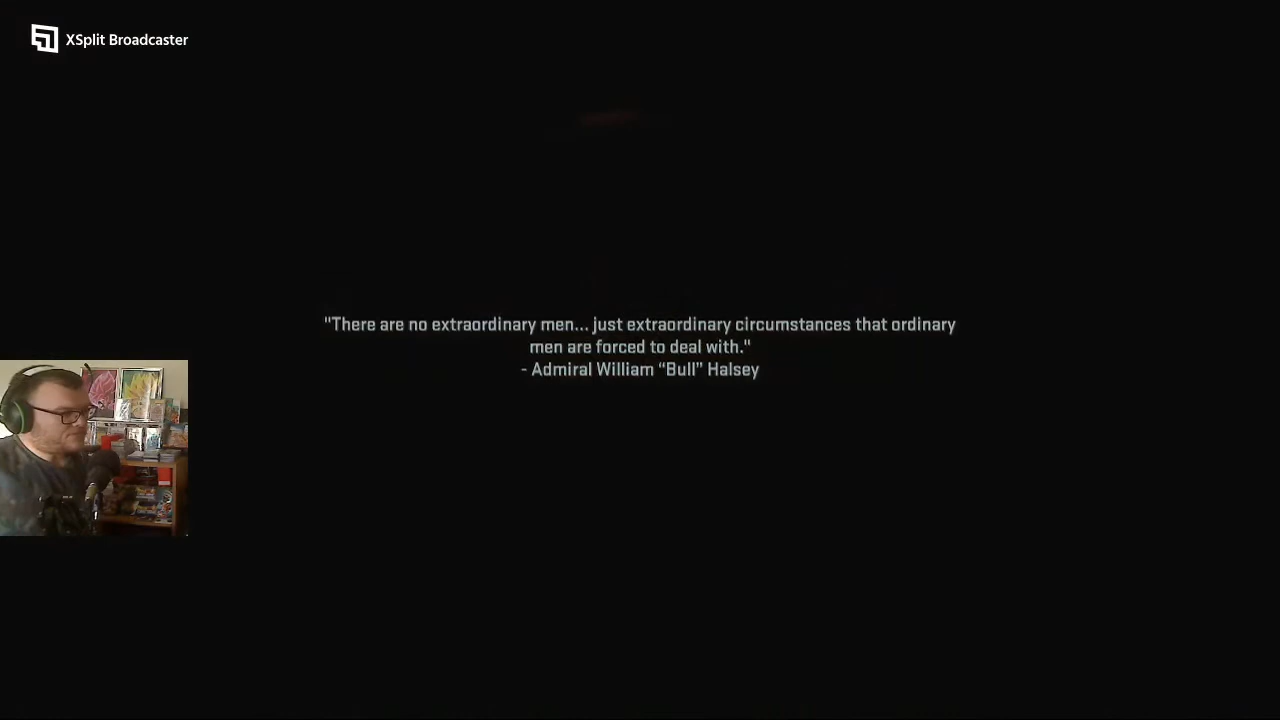 XSplit Broadcaster
"There are no extraordinary men... just extraordinary circumstances that ordinary
men are forced to deal with."
- Admiral William “Bull” Halsey